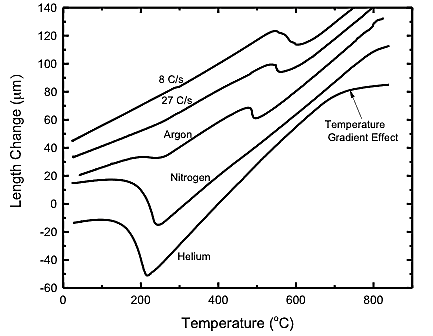 140
120
100
80
60
40
20
0
-20
-40
-60
Length Change (μm)
8 C/s
27 C/s
Argon
Nitrogen
Helium
Temperature
Gradient Effect
0 200 400 600 800
Temperature (°C)